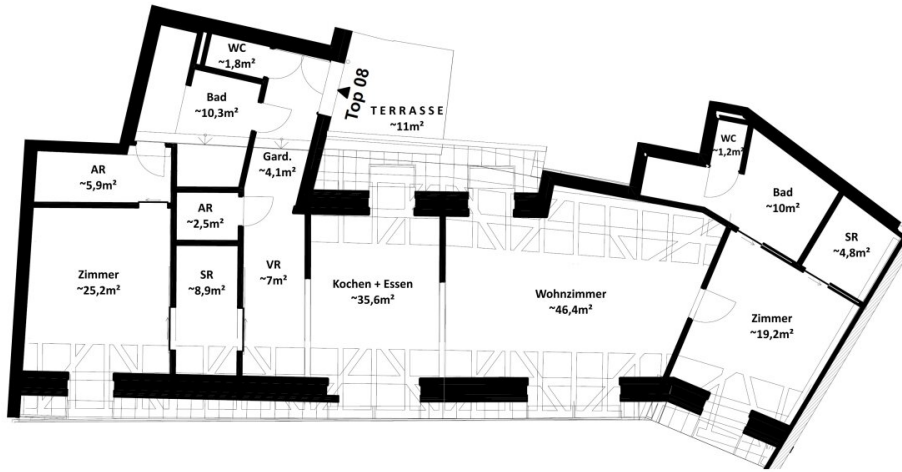 WC
~1,8m²
Bad
~10,3m²
Top 08
TERRASSE
~11m²
Gard.
~4,1m²
AR
~5,9m²
AR
~2,5m²
Zimmer
~25,2m²
SR
~8,9m²
VR
~7m²
Kochen + Essen
~35,6m²
Wohnzimmer
~46,4m²
WC
~1,2m²
Bad
~10m²
SR
~4,8m²
Zimmer
~19,2m²